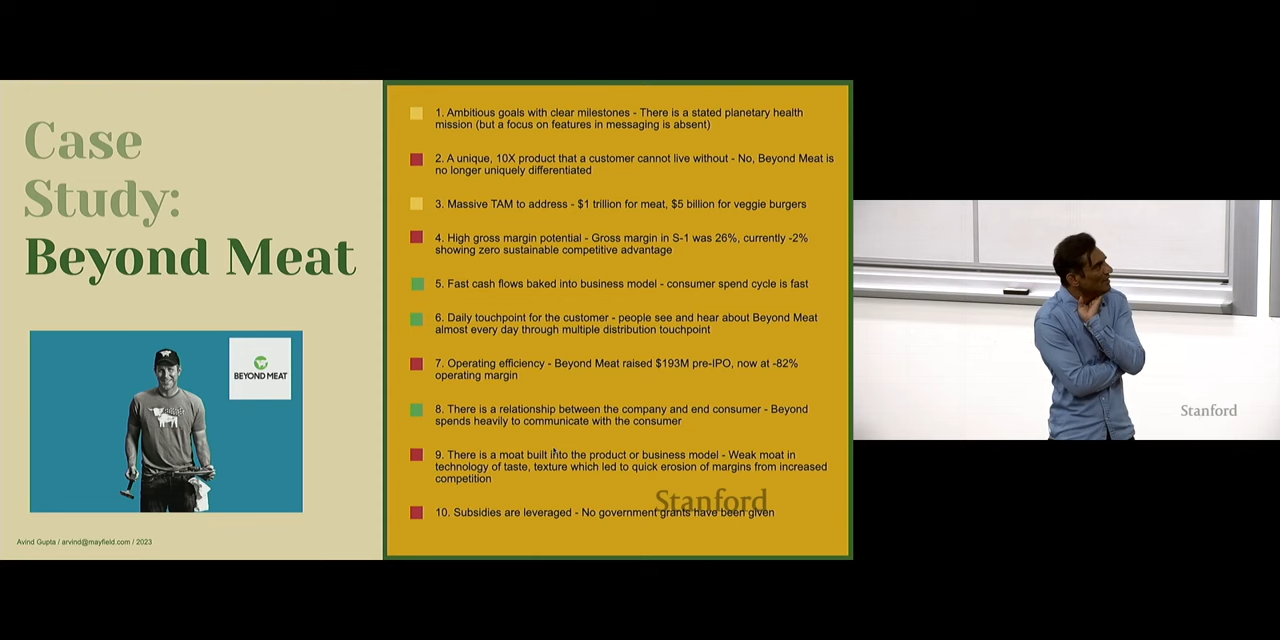 Case
Study:
Beyond Meat
BEYOND MEAT
Avind Gupta / arvind@mayfield.com / 2023
1. Ambitious goals with clear milestones - There is a stated planetary health
mission (but a focus on features in messaging is absent)
2. A unique, 10X product that a customer cannot live without - No, Beyond Meat is
no longer uniquely differentiated
3. Massive TAM to address - $1 trillion for meat, $5 billion for veggie burgers
4. High gross margin potential - Gross margin in S-1 was 26%, currently -2%
showing zero sustainable competitive advantage
5. Fast cash flows baked into business model - consumer spend cycle is fast
6. Daily touchpoint for the customer - people see and hear about Beyond Meat
almost every day through multiple distribution touchpoint
7. Operating efficiency - Beyond Meat raised $193M pre-IPO, now at -82%
operating margin
8. There is a relationship between the company and end consumer - Beyond
spends heavily to communicate with the consumer
9. There is a moat built into the product or business model - Weak moat in
technology of taste, texture which led to quick erosion of margins from increased
competition
Stanford
10. Subsidies are leveraged - No government grants have been given
Stanford